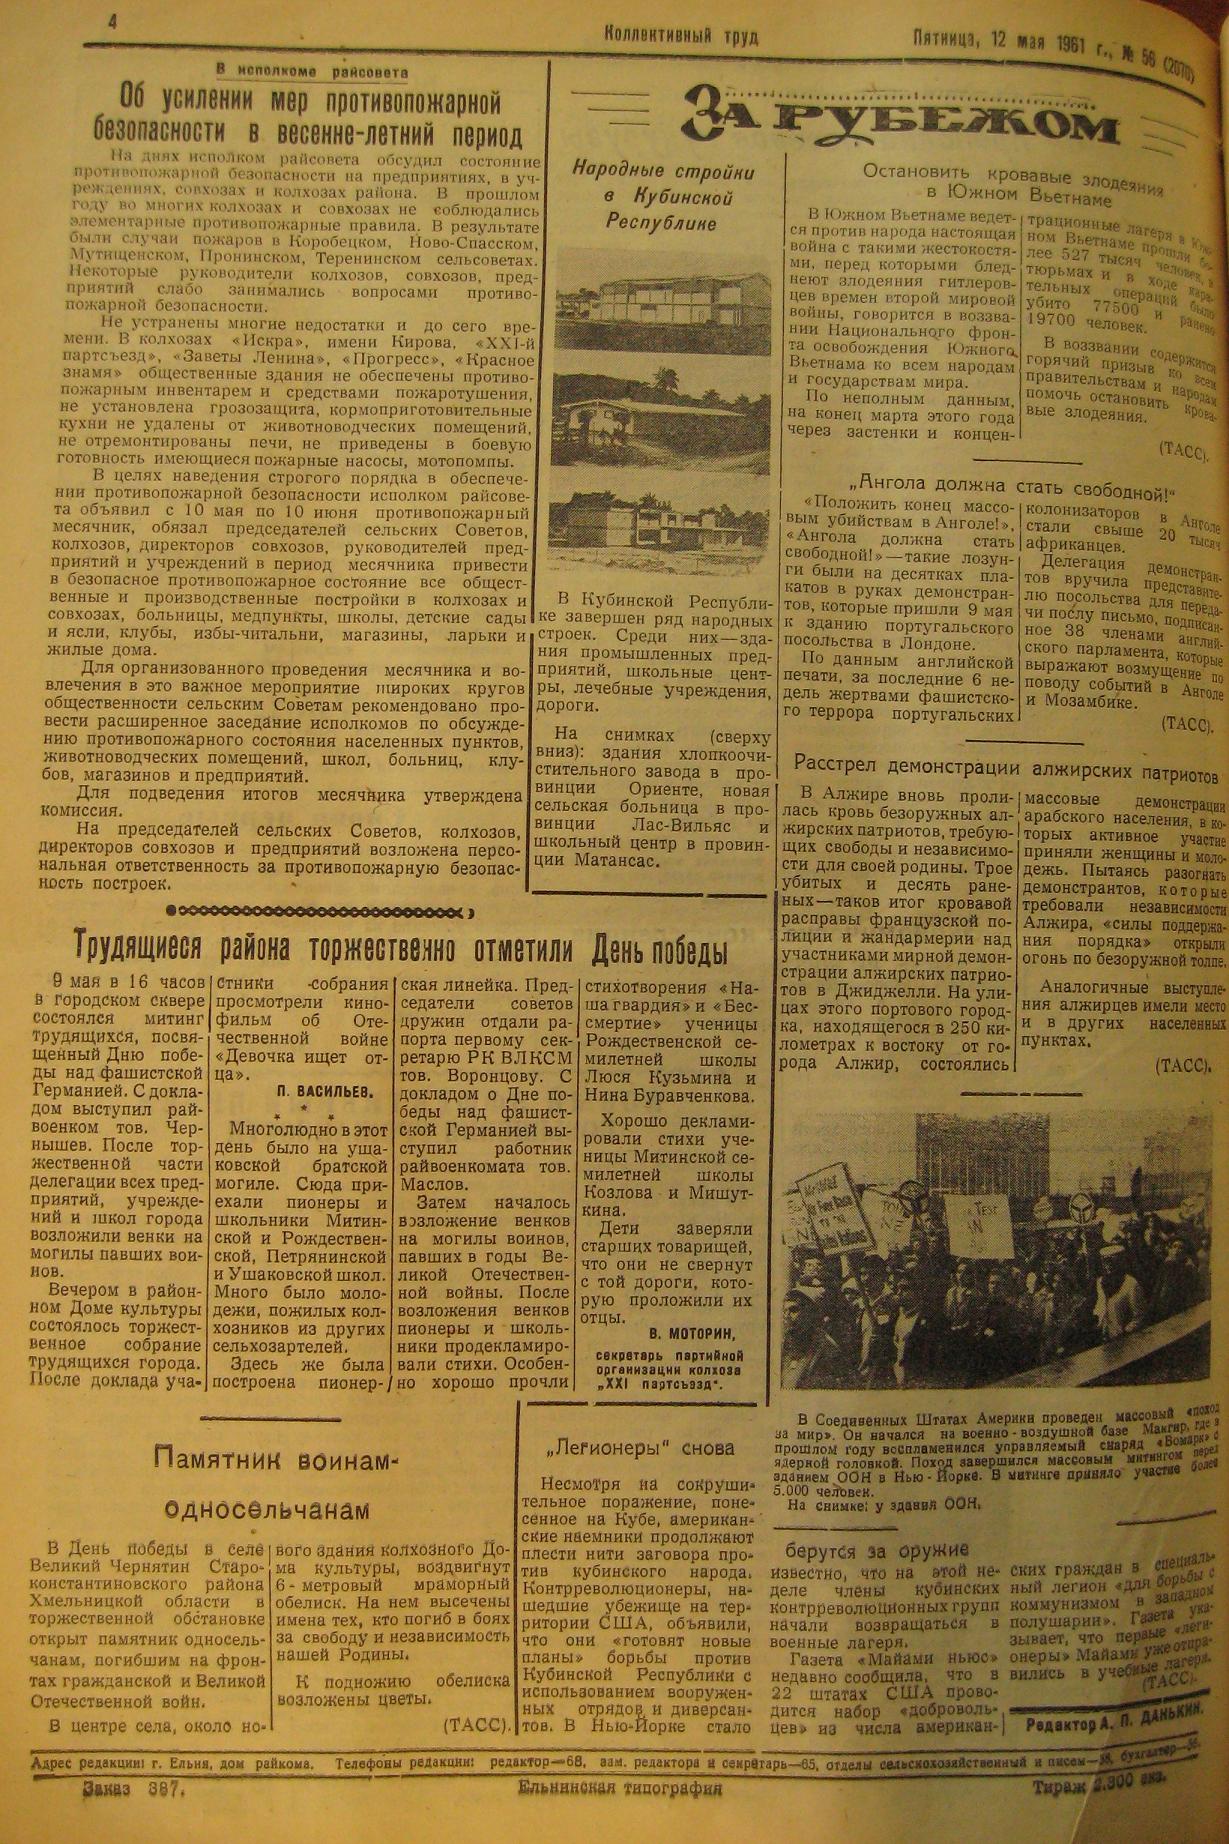 4
Коллективный труд
Пятница, 12 мая 1961 г., № 56 (2070)
В исполкоме райсовета
Об усилении мер противопожарной
безопасности в весенне-летний период
На днях исполком райсовета обсудил состояние
противопожарной безопасности на предприятиях, в уч-
реждениях, совхозах и колхозах района. В прошлом
году во многих колхозах и совхозах не соблюдались
элементарные противопожарные правила. В результате
были случаи пожаров в Коробецком, Ново-Спасском,
Мутищенском, Пронинском, Теренинском сельсоветах.
Некоторые руководители колхозов, совхозов, пред-
приятий слабо занимались вопросами противо-
пожарной безопасности.
Не устранены многие недостатки и до сего вре-
мени. В колхозах «Искра», имени Кирова, «XXI-й
партсъезд», «Заветы Ленина», «Прогресс», «Красное
знамя» общественные здания не обеспечены противо-
пожарным инвентарем и средствами пожаротушения,
не установлена грозозащита, кормоприготовительные
кухни не удалены от животноводческих помещений,
не отремонтированы печи, не приведены в боевую
готовность имеющиеся пожарные насосы, мотопомпы.
В целях наведения строгого порядка в обеспече-
нии противопожарной безопасности исполком райсове-
та объявил с 10 мая по 10 июня противопожарный
месячник, обязал председателей сельских Советов,
колхозов, директоров совхозов, руководителей пред-
приятий и учреждений в период месячника привести
в безопасное противопожарное состояние все общест-
венные и производственные постройки в колхозах и
совхозах, больницы, медпункты, школы, детские сады
и ясли, клубы, избы-читальни, магазины, ларьки и
жилые дома.
Для организованного проведения месячника и во-
влечения в это важное мероприятие широких кругов
общественности сельским Советам рекомендовано про-
вести расширенное заседание исполкомов по обсужде-
нию противопожарного состояния населенных пунктов,
животноводческих помещений, школ, больниц, клу-
бов, магазинов и предприятий.
Для подведения итогов месячника утверждена
комиссия.
На председателей сельских Советов, колхозов,
директоров совхозов и предприятий возложена персо-
нальная ответственность за противопожарную безопас-
ность построек.
За рубежом
Народные стройки
в Кубинской
Республике
В Кубинской Республи-
ке завершен ряд народных
строек. Среди них—зда-
ния промышленных пред-
приятий, школьные цент-
ры, лечебные учреждения,
дороги.
На снимках (сверху
вниз): здания хлопкоочи-
стительного завода в про-
винции Ориенте, новая
сельская больница в про-
винции Лас-Вильяс и
школьный центр в провин-
ции Матансас.
Остановить кровавые злодеяния
в Южном Вьетнаме
В Южном Вьетнаме ведет-
ся против народа настоящая
война с такими жестокостя-
ми, перед которыми блед-
неют злодеяния гитлеров-
цев времен второй мировой
войны, говорится в воззва-
нии Национального фрон-
та освобождения Южного
Вьетнама ко всем народам
и государствам мира.
По неполным данным,
на конец марта этого года
через застенки и концен-
трационные лагеря в Юж-
ном Вьетнаме прошли бо-
лее 527 тысяч человек, в
тюрьмах и в ходе кара-
тельных операций было
убито 77500 и ранено
19700 человек.
В воззвании содержится
горячий призыв ко всем
правительствам и народам
помочь остановить крова-
вые злодеяния.
(ТАСС).
„Ангола должна стать свободной!“
«Положить конец массо-
вым убийствам в Анголе!»,
«Ангола должна стать
свободной!»—такие лозун-
ги были на десятках пла-
катов в руках демонстран-
тов, которые пришли 9 мая
к зданию португальского
посольства в Лондоне.
По данным английской
печати, за последние 6 не-
дель жертвами фашистско-
го террора португальских
колонизаторов в Анголе
стали свыше 20 тысяч
африканцев.
Делегация демонстран-
тов вручила представите-
лю посольства для переда-
чи послу письмо, подписан-
ное 38 членами англий-
ского парламента, которые
выражают возмущение по
поводу событий в Анголе
и Мозамбике.
(ТАСС).
Расстрел демонстрации алжирских патриотов
В Алжире вновь проли-
лась кровь безоружных ал-
жирских патриотов, требую-
щих свободы и независимо-
сти для своей родины. Трое
убитых и десять ране-
ных—таков итог кровавой
расправы французской по-
лиции и жандармерии над
участниками мирной демон-
страции алжирских патрио-
тов в Джиджелли. На ули-
цах этого портового город-
ка, находящегося в 250 ки-
лометрах к востоку от го-
рода Алжир, состоялись
массовые демонстрации
арабского населения, в ко-
торых активное участие
приняли женщины и моло-
дежь. Пытаясь разогнать
демонстрантов, которые
требовали независимости
Алжира, «силы поддержа-
ния порядка» открыли
огонь по безоружной толпе.
Аналогичные выступле-
ния алжирцев имели место
и в других населенных
пунктах.
(ТАСС).
Трудящиеся района торжественно отметили День победы
9 мая в 16 часов
в городском сквере
состоялся митинг
трудящихся, посвя-
щенный Дню побе-
ды над фашистской
Германией. С докла-
дом выступил рай-
военком тов. Чер-
нышев. После тор-
жественной части
делегации всех пред-
приятий, учрежде-
ний и школ города
возложили венки на
могилы павших вои-
нов.
Вечером в район-
ном Доме культуры
состоялось торжест-
венное собрание
трудящихся города.
После доклада уча-
стники собрания
просмотрели кино-
фильм об Оте-
чественной войне
«Девочка ищет от-
ца».
П. ВАСИЛЬЕВ.
* * *
Многолюдно в этот
день было на уша-
ковской братской
могиле. Сюда при-
ехали пионеры и
школьники Митин-
ской и Рождествен-
ской, Петрянинской
и Ушаковской школ.
Много было моло-
дежи, пожилых кол-
хозников из других
сельхозартелей.
Здесь же была
построена пионер-
ская линейка. Пред-
седатели советов
дружин отдали ра-
порта первому сек-
ретарю РК ВЛКСМ
тов. Воронцову. С
докладом о Дне по-
беды над фашист-
ской Германией вы-
ступил работник
райвоенкомата тов.
Маслов.
Затем началось
возложение венков
на могилы воинов,
павших в годы Ве-
ликой Отечествен-
ной войны. После
возложения венков
пионеры и школь-
ники продекламиро-
вали стихи. Особен-
но хорошо прочли
стихотворения «На-
ша гвардия» и «Бес-
смертие» ученицы
Рождественской се-
милетней школы
Люся Кузьмина и
Нина Буравченкова.
Хорошо декламi-
ровали стихи уче-
ницы Митинской се-
милетней школы
Козлова и Мишут-
кина.
Дети заверяли
старших товарищей,
что они не свернут
с той дороги, кото-
рую проложили их
отцы.
В. МОТОРИН,
секретарь партийной
организации колхоза
„XXI партсъезд“.
В Соединенных Штатах Америки проведен массовый «поход
за мир». Он начался на военно-воздушной базе Макгир, где в
прошлом году воспламенился управляемый снаряд «Бомарк» с
ядерной головкой. Поход завершился массовым митингом перед
зданием ООН в Нью-Йорке. В митинге приняло участие более
5.000 человек.
На снимке: у здания ООН.
Памятник воинам-
односельчанам
В День победы в селе
Великий Чернятин Старо-
константиновского района
Хмельницкой области в
торжественной обстановке
открыт памятник односель-
чанам, погибшим на фрон-
тах гражданской и Великой
Отечественной войн.
В центре села, около но-
вого здания колхозного До-
ма культуры, воздвигнут
6-метровый мраморный
обелиск. На нем высечены
имена тех, кто погиб в боях
за свободу и независимость
нашей Родины.
К подножию обелиска
возложены цветы.
(ТАСС).
„Легионеры“ снова
берутся за оружие
Несмотря на сокруши-
тельное поражение, поне-
сенное на Кубе, американ-
ские наемники продолжают
плести нити заговора про-
тив кубинского народа.
Контрреволюционеры, на-
шедшие убежище на тер-
ритории США, объявили,
что они «готовят новые
планы» борьбы против
Кубинской Республики с
использованием вооружен-
ных отрядов и диверсан-
тов. В Нью-Йорке стало
известно, что на этой не-
деле члены кубинских
контрреволюционных групп
начали возвращаться в
военные лагеря.
Газета «Майами ньюс»
недавно сообщила, что в
22 штатах США прово-
дится набор «доброволь-
цев» из числа американ-
ских граждан в специаль-
ный легион «для борьбы с
коммунизмом в западном
полушарии». Газета ука-
зывает, что первые «леги-
онеры» Майами уже отпра-
вились в учебные лагеря.
(ТАСС).
Редактор А. П. ДАНЬКИН.
Адрес редакции: г. Ельня, дом райкома. Телефоны редакции: редактор—68, зам. редактора и секретарь—65, отделы сельскохозяйственный и писем—38, бухгалтер—56.
Заказ 387.
Ельнинская типография
Тираж 2.300 экз.